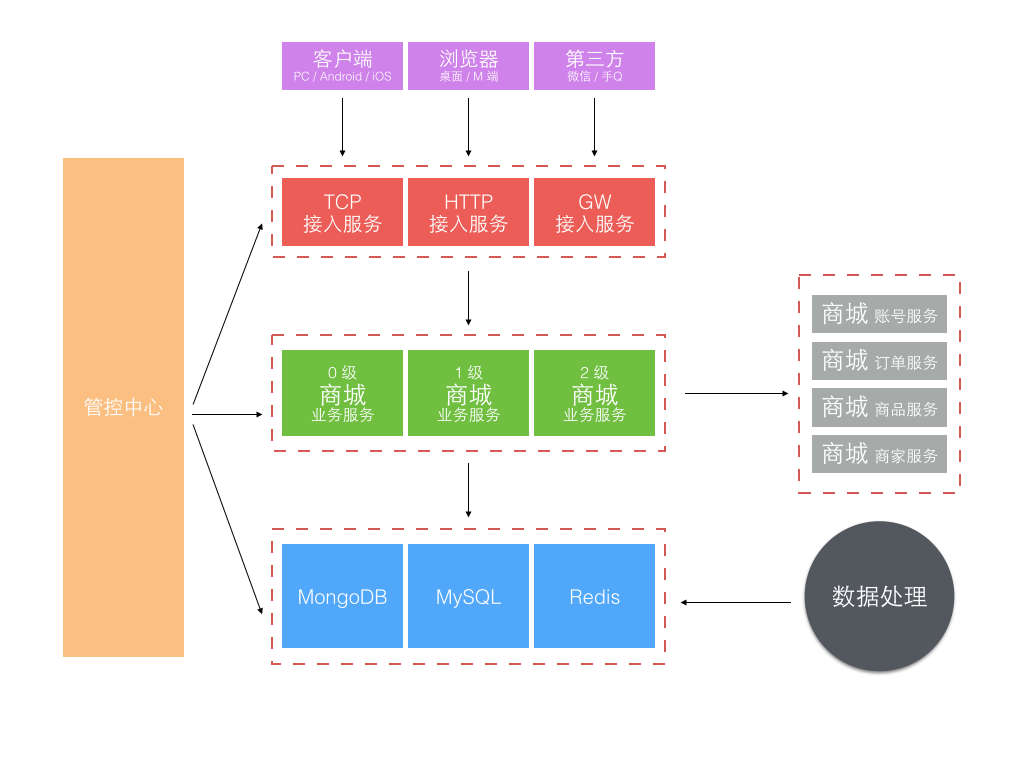 客户端
PC / Android / iOS
浏览器
桌面 / M 端
第三方
微信 / 手Q
TCP
接入服务
HTTP
接入服务
GW
接入服务
管控中心
0 级
商城
业务服务
1 级
商城
业务服务
2 级
商城
业务服务
商城 账号服务
商城 订单服务
商城 商品服务
商城 商家服务
MongoDB
MySQL
Redis
数据处理